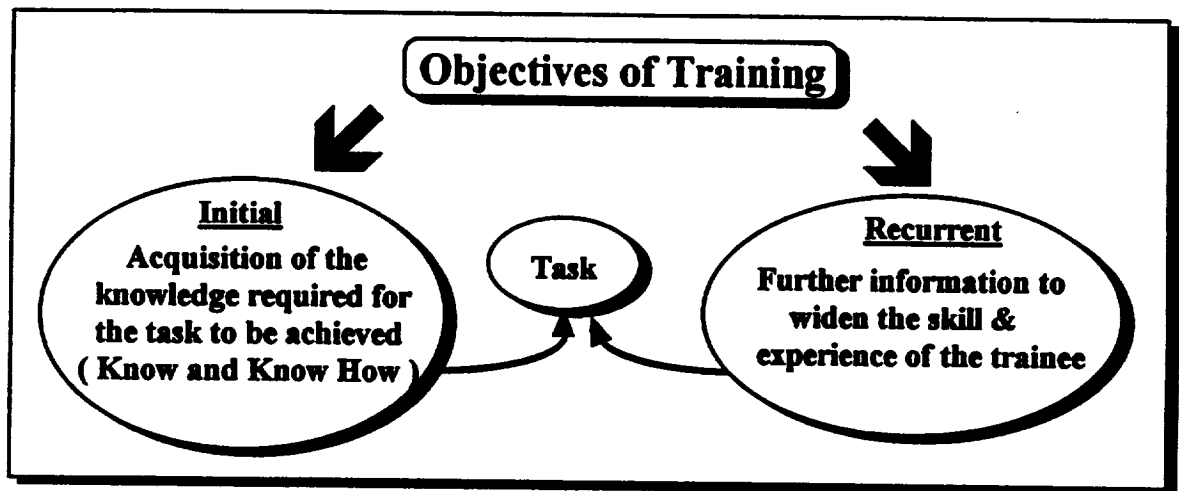 Objectives of Training
Initial
Acquisition of the
knowledge required for
the task to be achieved
( Know and Know How )
Task
Recurrent
Further information to
widen the skill &
experience of the trainee